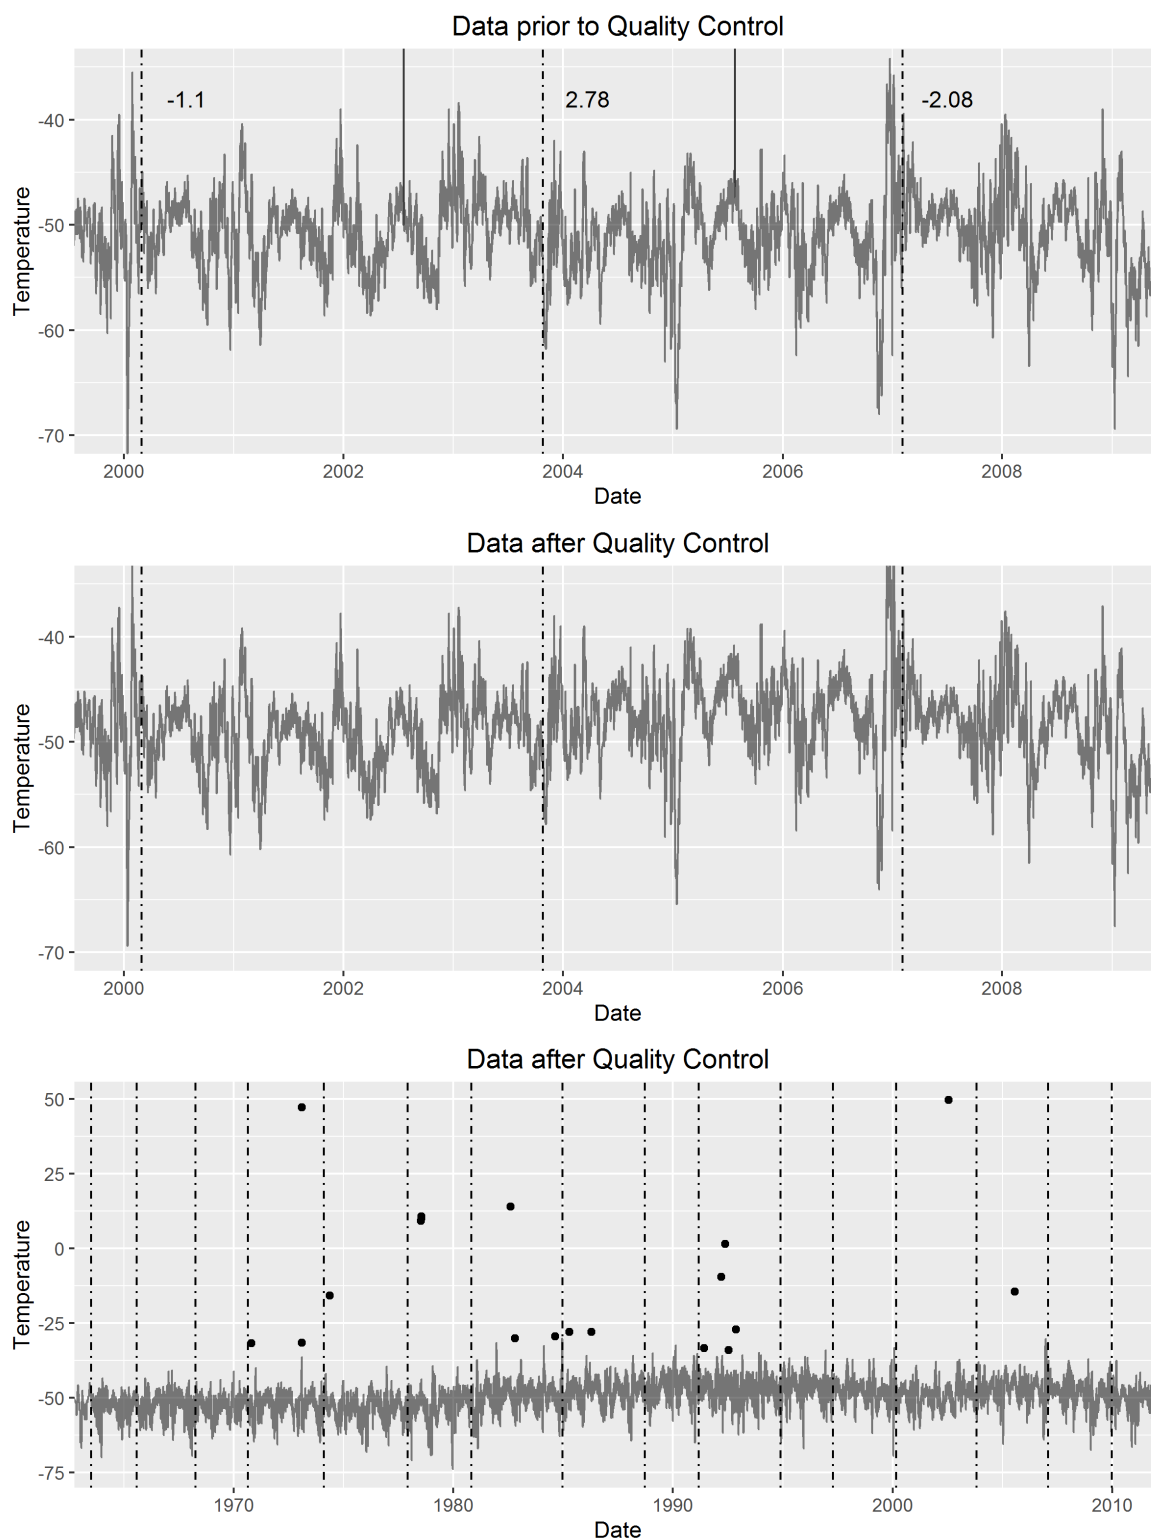 Data prior to Quality Control
-1.1 2.78 -2.08
-40
-50
-60
-70
Temperature
2000 2002 2004 2006 2008
Date
Data after Quality Control
-40
-50
-60
-70
Temperature
2000 2002 2004 2006 2008
Date
Data after Quality Control
50
25
0
-25
-50
-75
Temperature
1970 1980 1990 2000 2010
Date